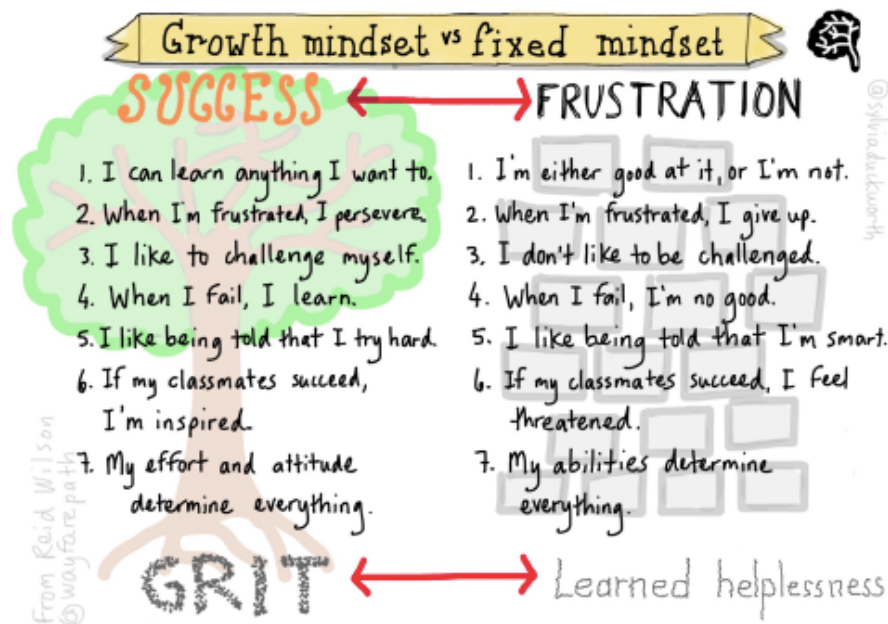 Growth mindset vs fixed mindset
SUCCESS
1. I can learn anything I want to.
2. When I'm frustrated, I persevere.
3. I like to challenge myself.
4. When I fail, I learn.
5. I like being told that I try hard.
6. If my classmates succeed,
I'm inspired.
7. My effort and attitude
determine everything.
GRIT
FRUSTRATION
1. I'm either good at it, or I'm not.
2. When I'm frustrated, I give up.
3. I don't like to be challenged.
4. When I fail, I'm no good.
5. I like being told that I'm smart.
6. If my classmates succeed, I feel
threatened.
7. My abilities determine
everything.
Learned helplessness
From Reid Wilson
@wayfarepath
@sylviaduckworth